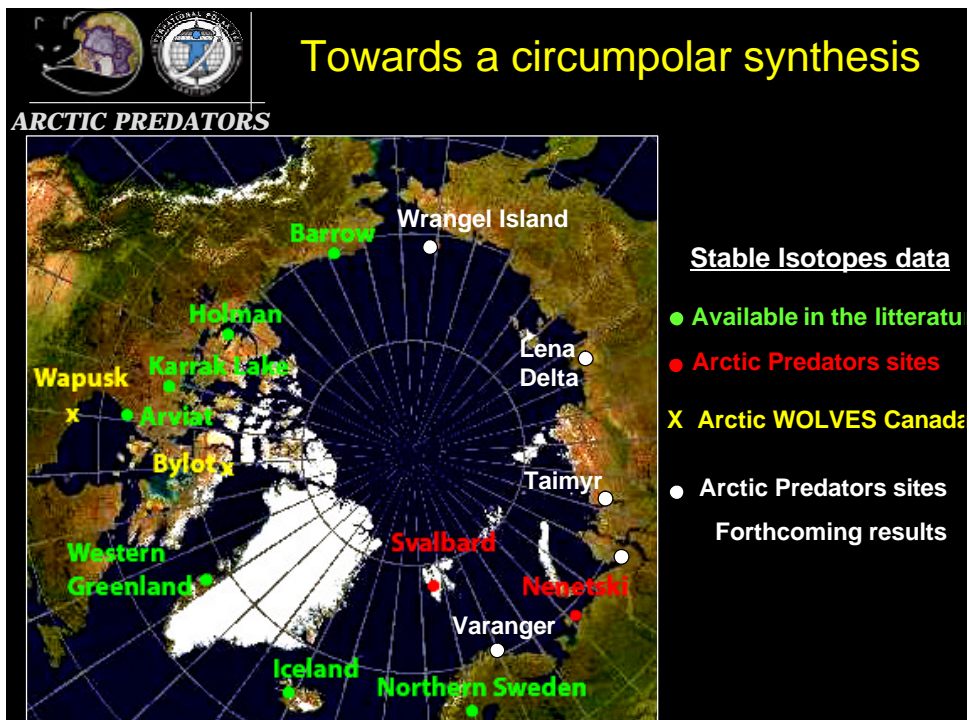 Towards a circumpolar synthesis
ARCTIC PREDATORS
Wrangel Island
Barrow
Holman
Lena
Delta
Karrak Lake
Wapusk
x
Arviat
Bylot x
Taimyr
Svalbard
Western
Greenland
Nenetski
Varanger
Iceland
Northern Sweden
Stable Isotopes data
Available in the litteratu
Arctic Predators sites
X Arctic WOLVES Canada
Arctic Predators sites
Forthcoming results